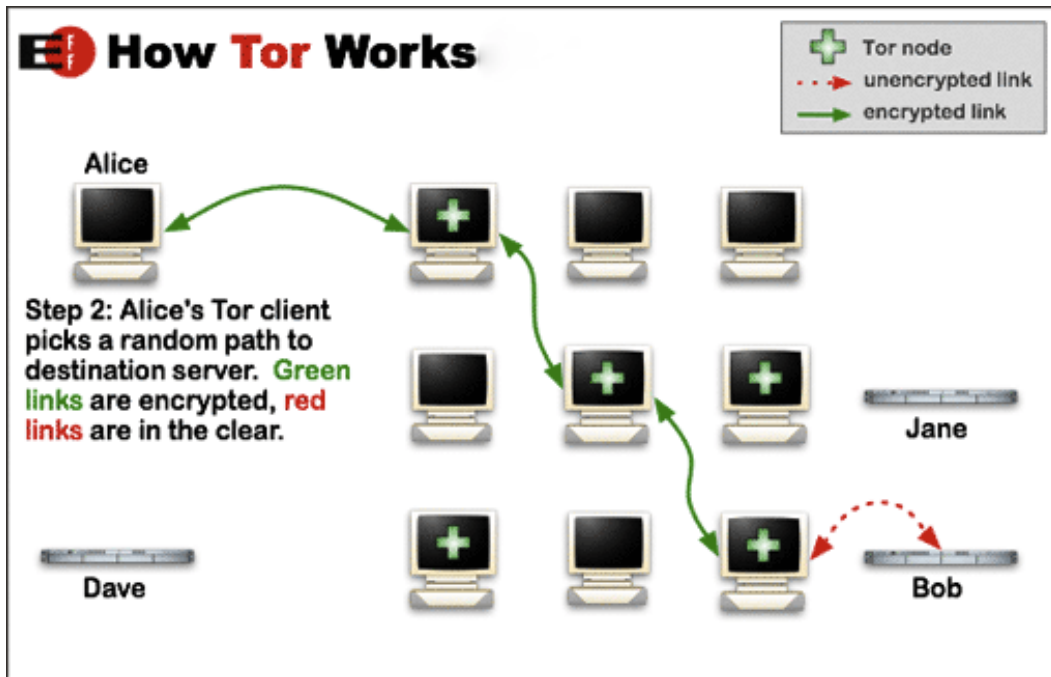 EFF How Tor Works
Tor node
unencrypted link
encrypted link
Alice
Step 2: Alice's Tor client
picks a random path to
destination server. Green
links are encrypted, red
links are in the clear.
Jane
Dave
Bob